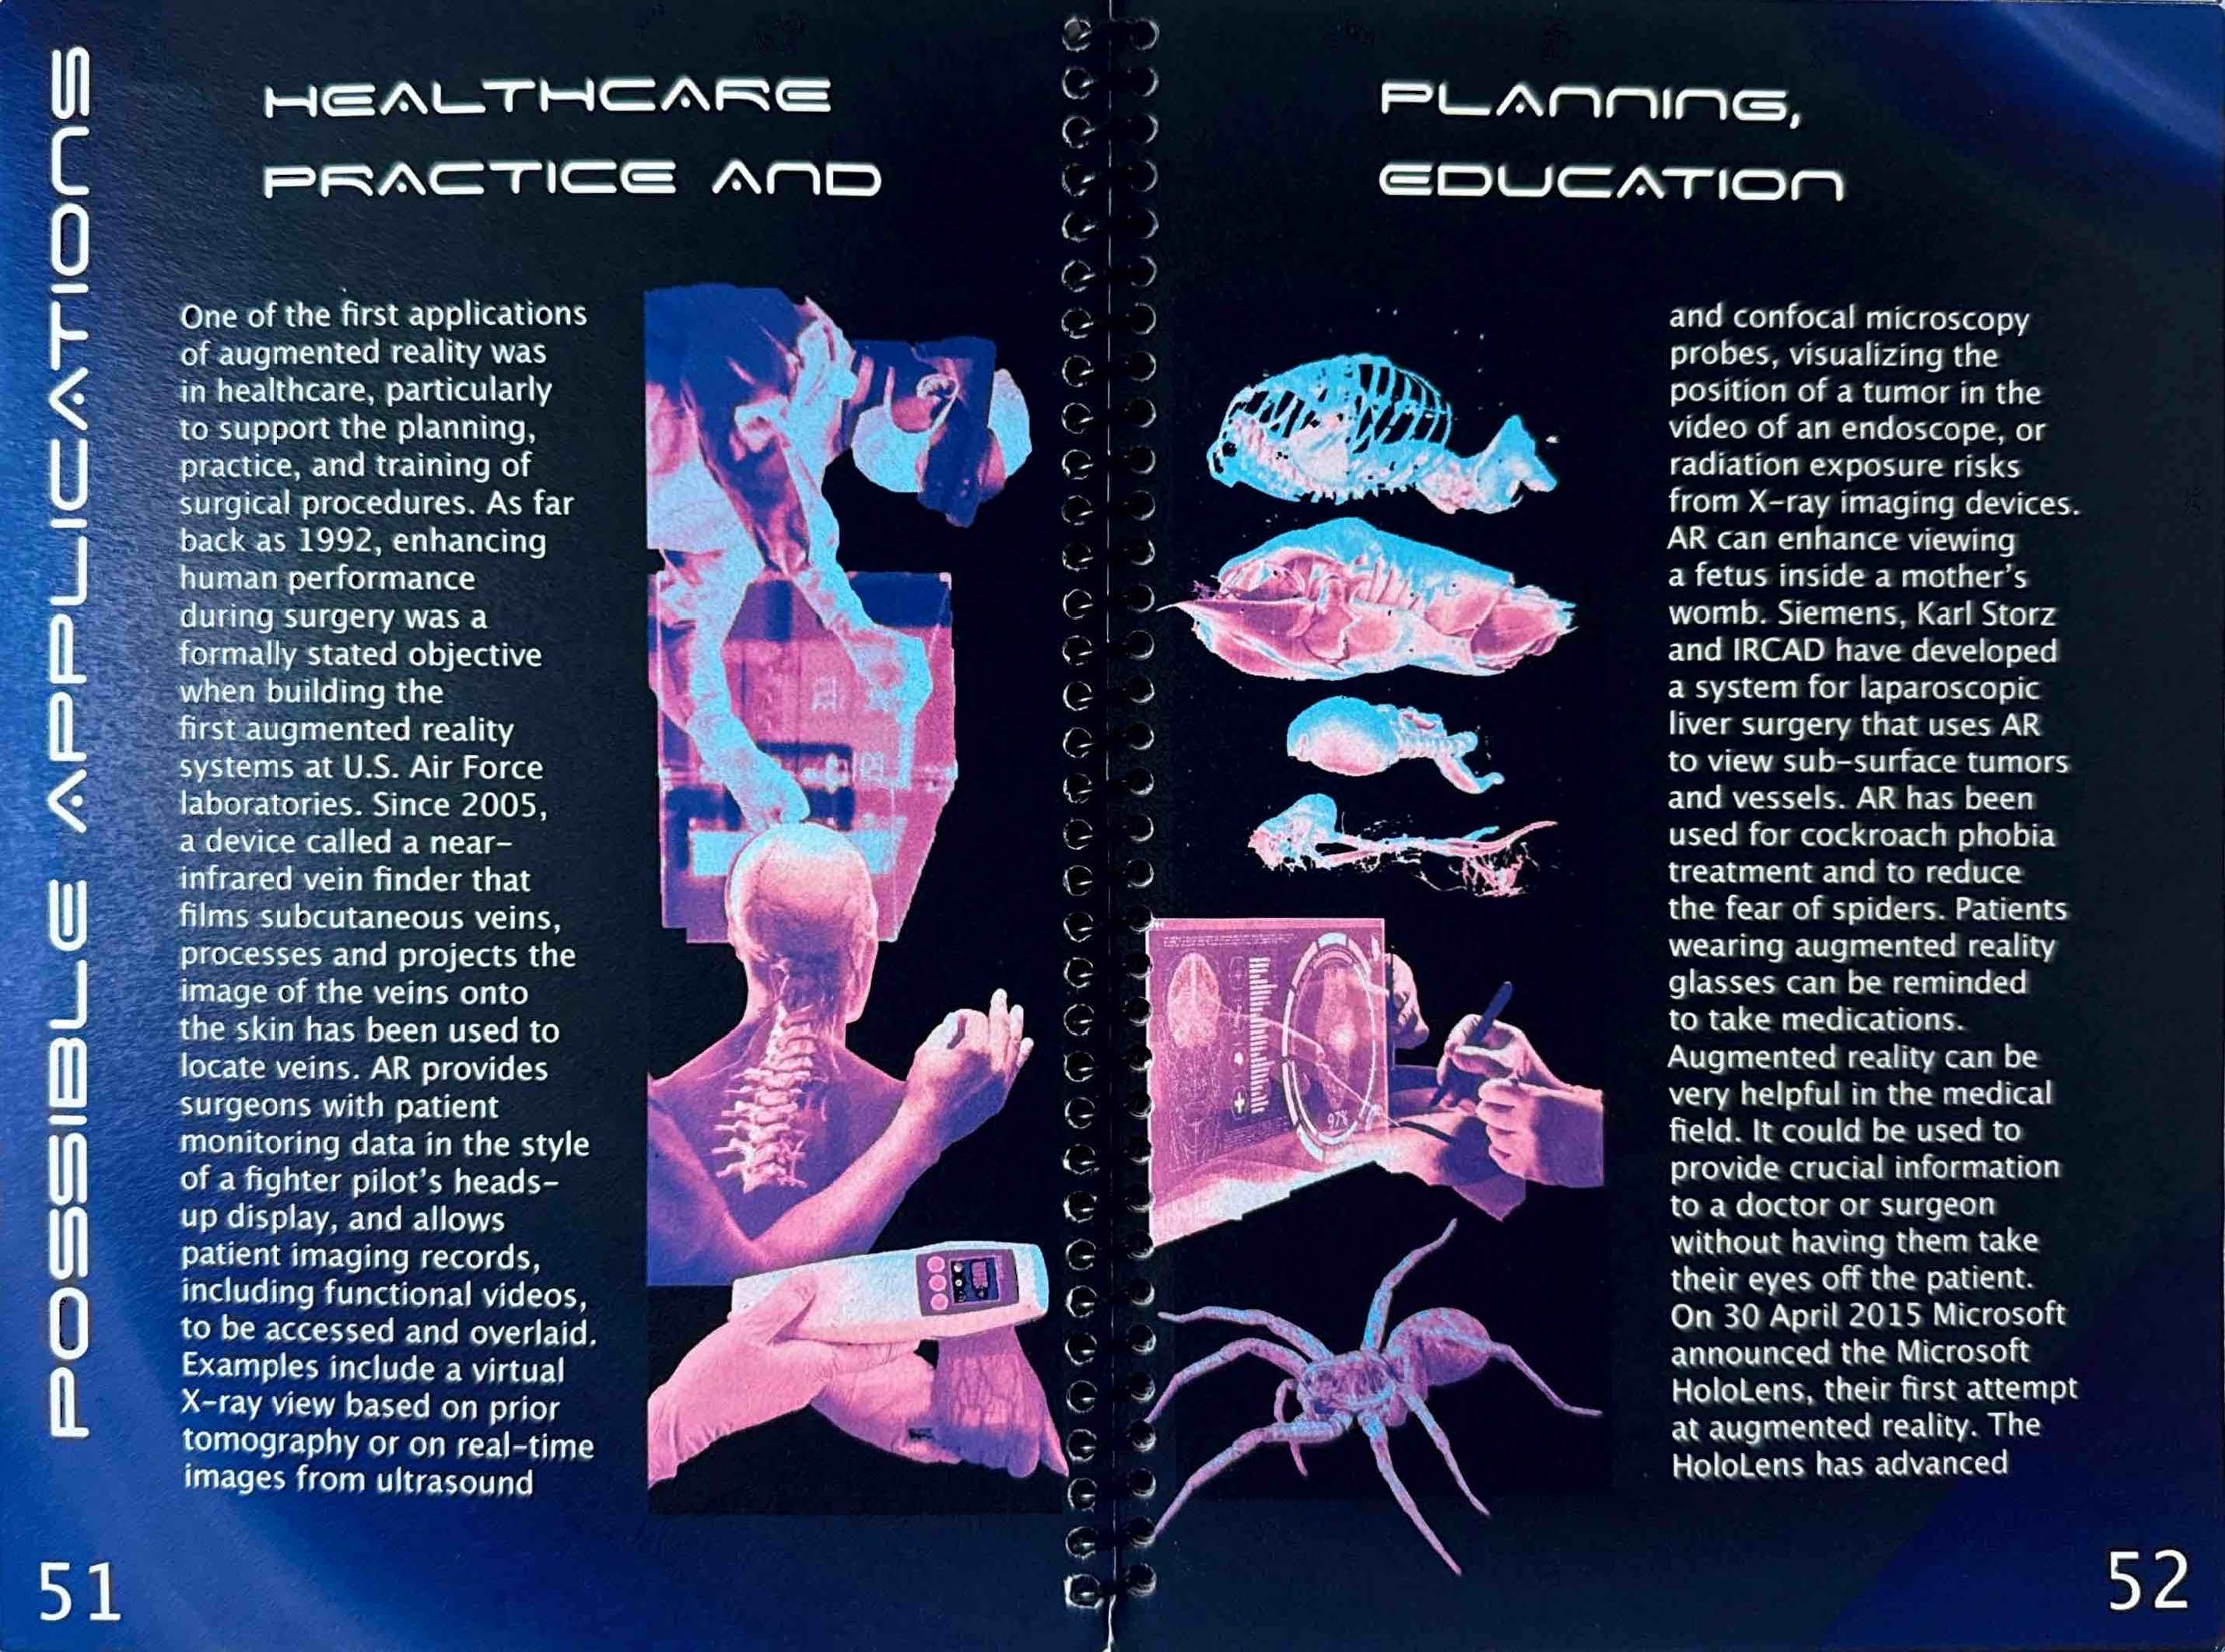 POSSIBLE APPLICATIONS
HEALTHCARE
PRACTICE AND
PLANNING,
EDUCATION
One of the first applications
of augmented reality was
in healthcare, particularly
to support the planning,
practice, and training of
surgical procedures. As far
back as 1992, enhancing
human performance
during surgery was a
formally stated objective
when building the
first augmented reality
systems at U.S. Air Force
laboratories. Since 2005,
a device called a near-
infrared vein finder that
films subcutaneous veins,
processes and projects the
image of the veins onto
the skin has been used to
locate veins. AR provides
surgeons with patient
monitoring data in the style
of a fighter pilot's heads-
up display, and allows
patient imaging records,
including functional videos,
to be accessed and overlaid.
Examples include a virtual
X-ray view based on prior
tomography or on real-time
images from ultrasound
51
and confocal microscopy
probes, visualizing the
position of a tumor in the
video of an endoscope, or
radiation exposure risks
from X-ray imaging devices.
AR can enhance viewing
a fetus inside a mother's
womb. Siemens, Karl Storz
and IRCAD have developed
a system for laparoscopic
liver surgery that uses AR
to view sub-surface tumors
and vessels. AR has been
used for cockroach phobia
treatment and to reduce
the fear of spiders. Patients
wearing augmented reality
glasses can be reminded
to take medications.
Augmented reality can be
very helpful in the medical
field. It could be used to
provide crucial information
to a doctor or surgeon
without having them take
their eyes off the patient.
On 30 April 2015 Microsoft
announced the Microsoft
HoloLens, their first attempt
at augmented reality. The
HoloLens has advanced
97%
52